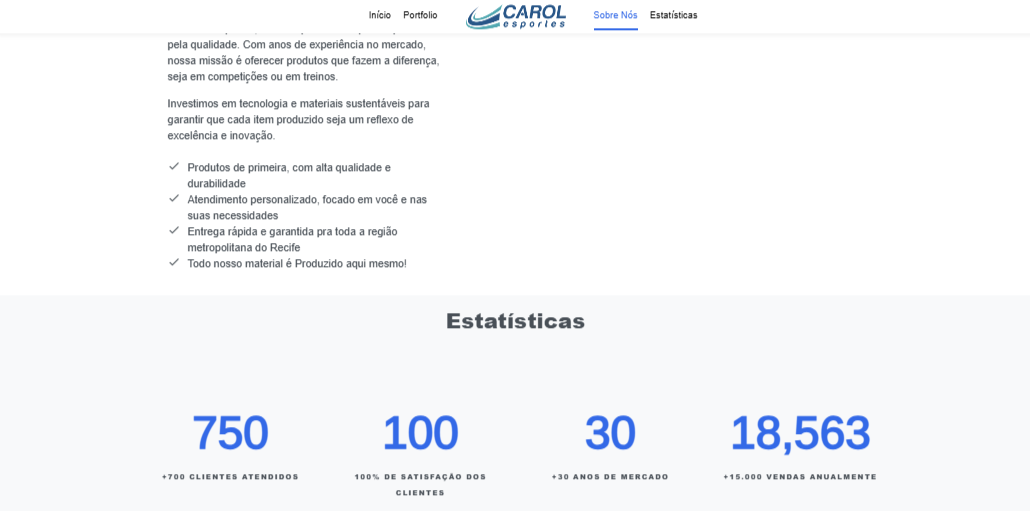 Início Portfolio CAROL esportes Sobre Nós Estatísticas
pela qualidade. Com anos de experiência no mercado,
nossa missão é oferecer produtos que fazem a diferença,
seja em competições ou em treinos.
Investimos em tecnologia e materiais sustentáveis para
garantir que cada item produzido seja um reflexo de
excelência e inovação.
Produtos de primeira, com alta qualidade e
durabilidade
Atendimento personalizado, focado em você e nas
suas necessidades
Entrega rápida e garantida pra toda a região
metropolitana do Recife
Todo nosso material é Produzido aqui mesmo!
Estatísticas
750 100 30 18,563
+700 CLIENTES ATENDIDOS 100% DE SATISFAÇÃO DOS +30 ANOS DE MERCADO +15.000 VENDAS ANUALMENTE
CLIENTES